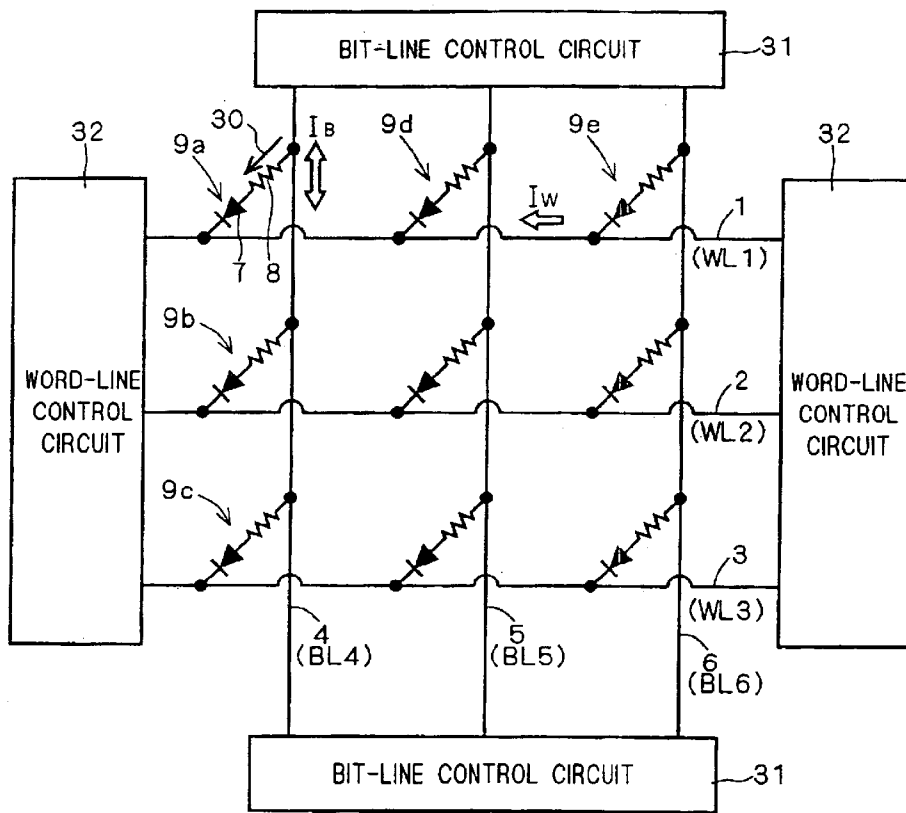 BIT-LINE CONTROL CIRCUIT
31
32
30
9a
IB
9d
9e
32
IW
7
8
1
(WL1)
9b
WORD-LINE
CONTROL
CIRCUIT
2
(WL2)
WORD-LINE
CONTROL
CIRCUIT
9c
3
(WL3)
4
(BL4)
5
(BL5)
6
(BL6)
BIT-LINE CONTROL CIRCUIT
31